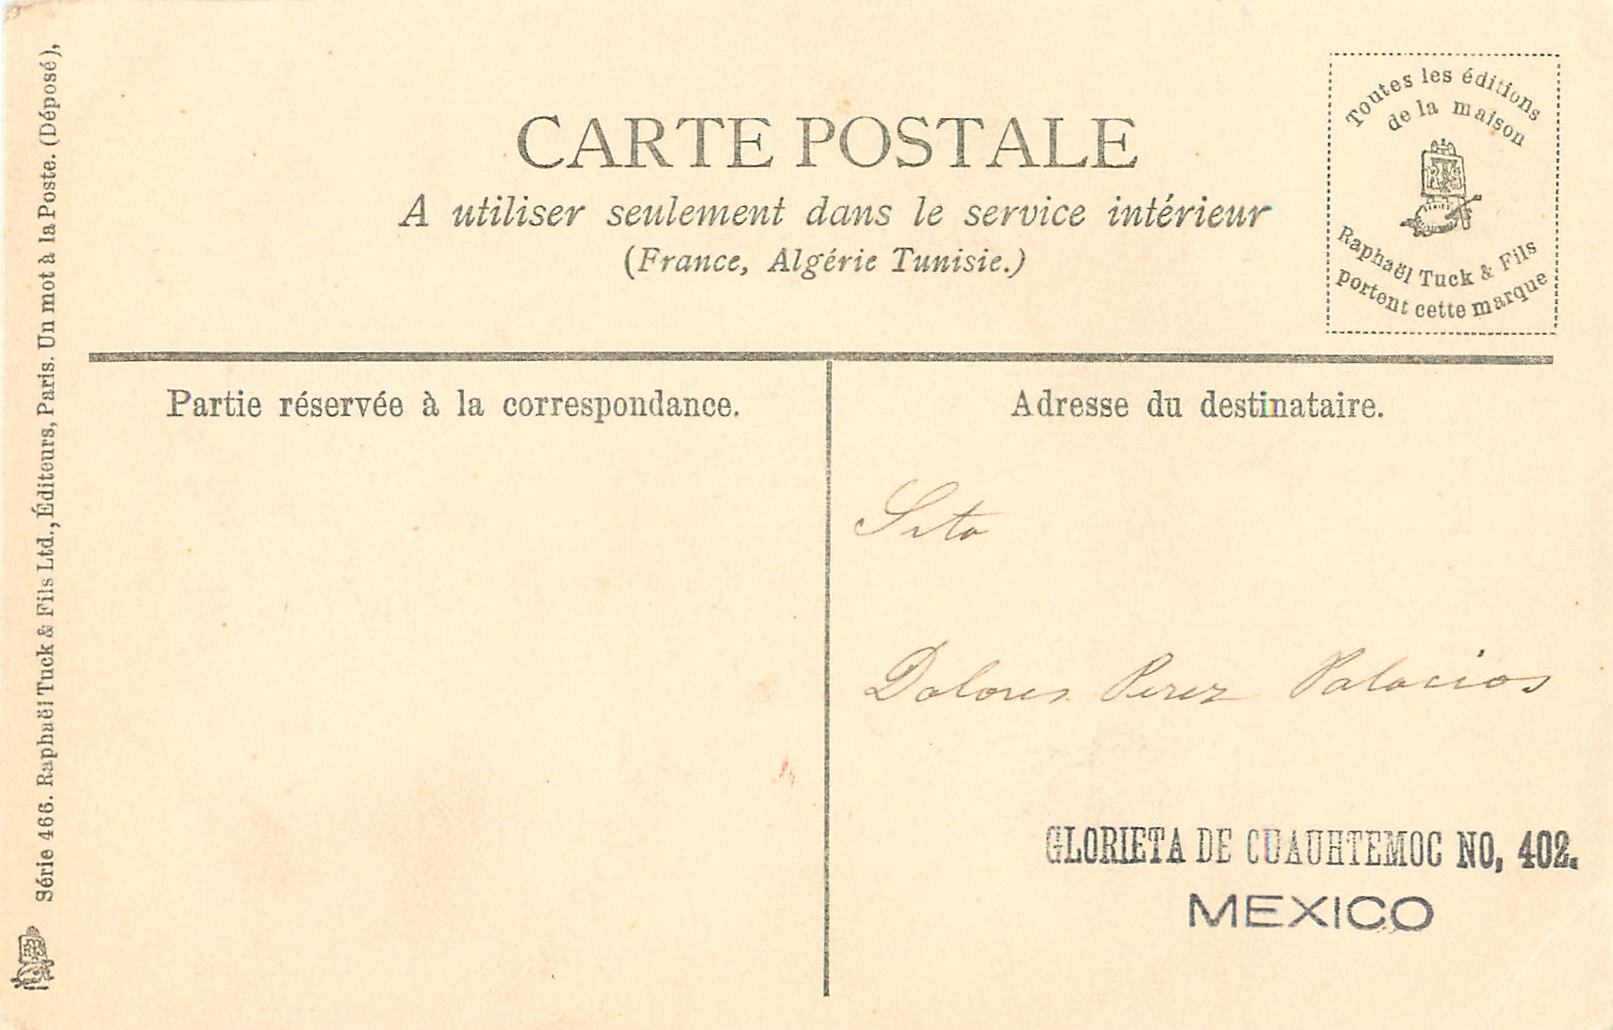 CARTE POSTALE
A utiliser seulement dans le service intérieur
(France, Algérie Tunisie.)
Toutes les éditions
de la maison
Raphaël Tuck & Fils
portent cette marque
Partie réservée à la correspondance.
Adresse du destinataire.
Srta
Dolores Perez Palacios
GLORIETA DE CUAUHTEMOC NO, 402.
MEXICO
Série 466. Raphaël Tuck & Fils Ltd., Éditeurs, Paris. Un mot à la Poste. (Déposé),